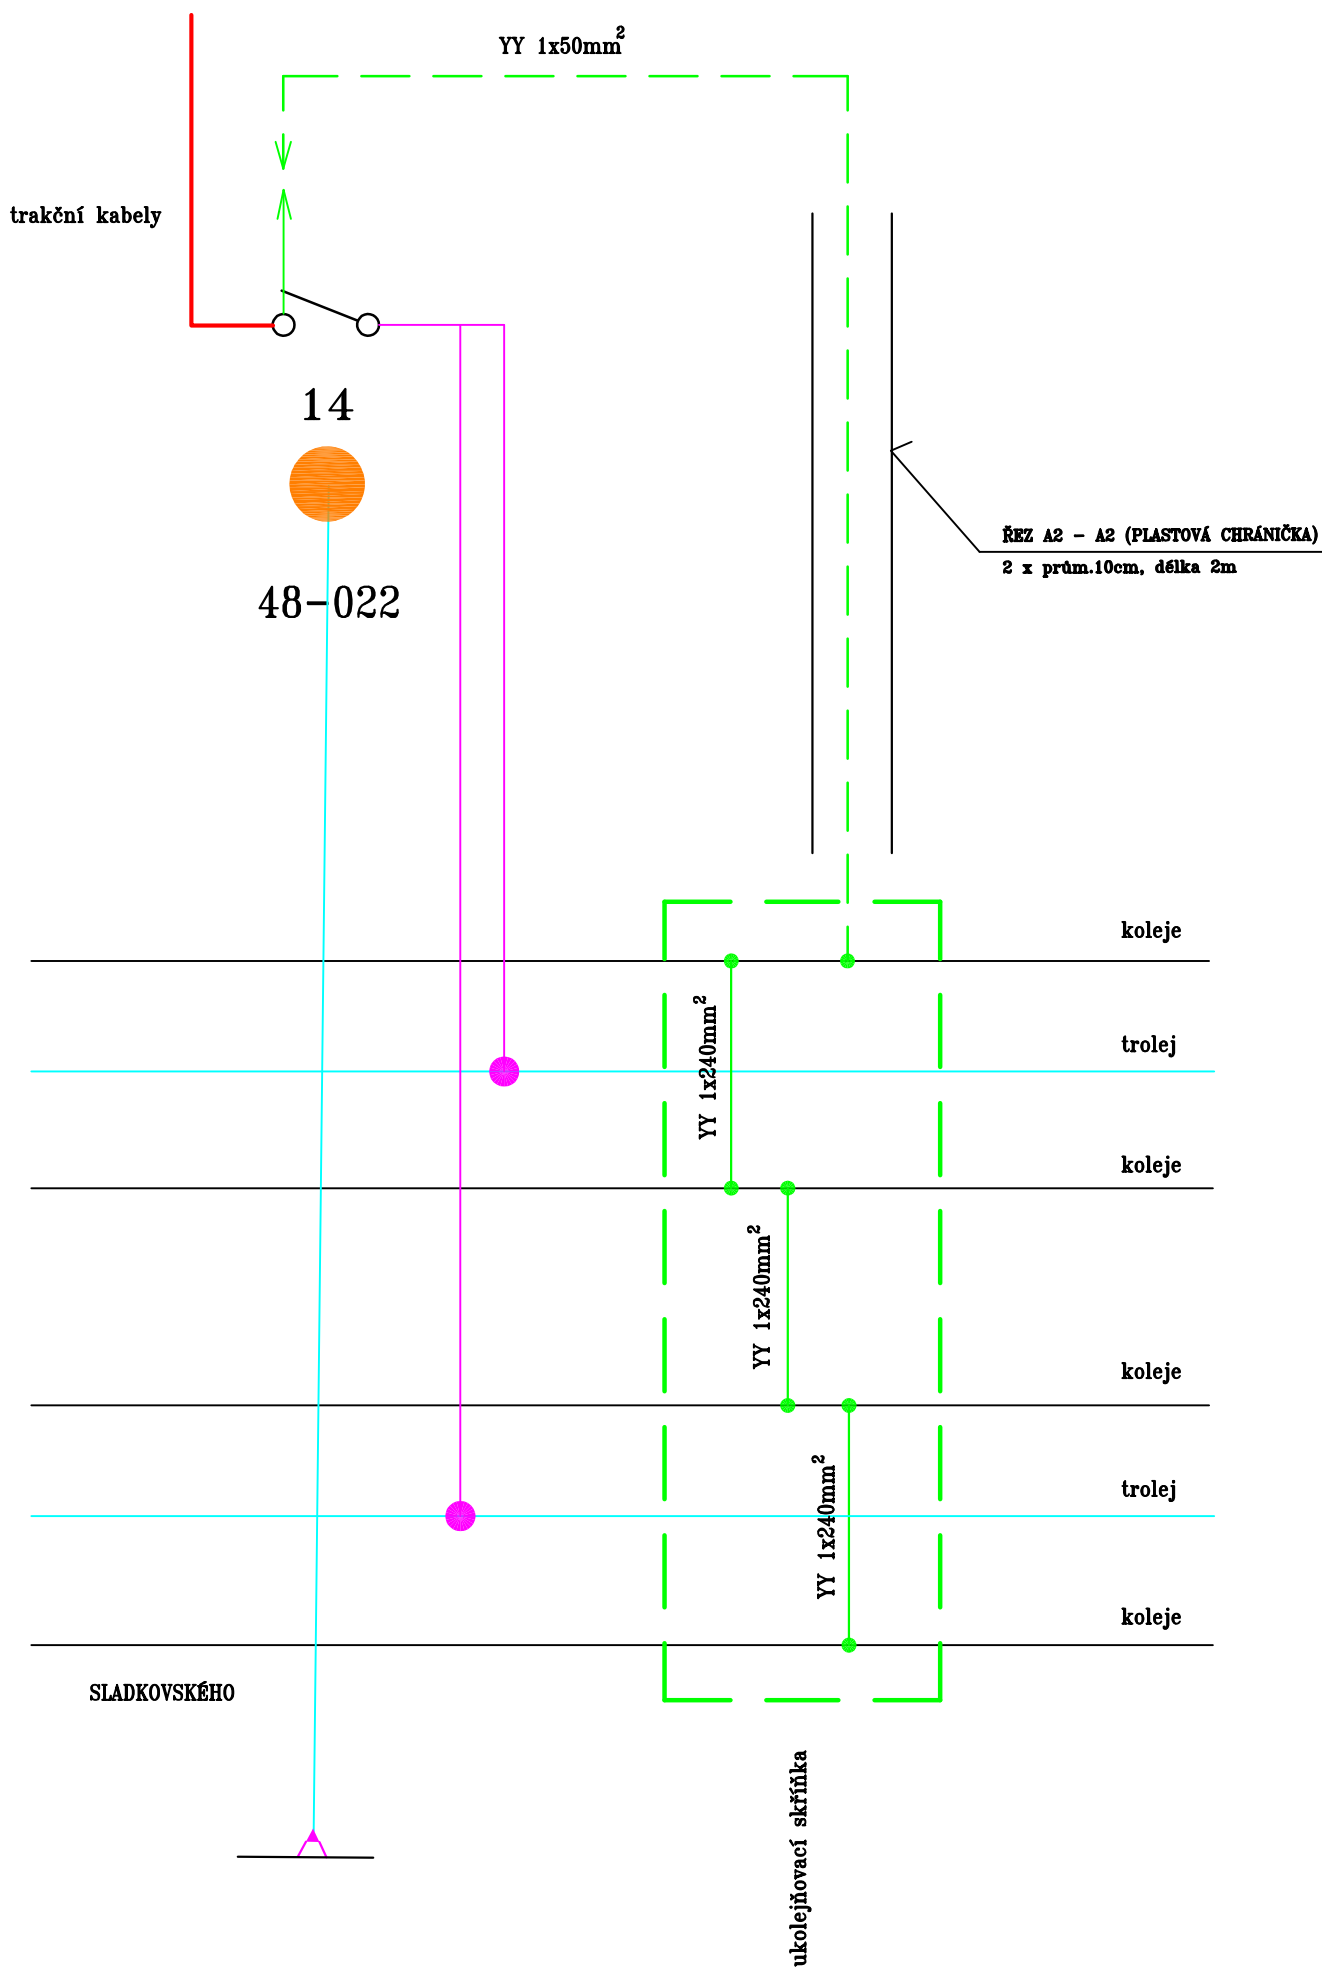 YY 1x50mm²
trakční kabely
14
48-022
ŘEZ A2 - A2 (PLASTOVÁ CHRÁNIČKA)
2 x prům.10cm, délka 2m
koleje
YY 1x240mm²
trolej
koleje
YY 1x240mm²
koleje
YY 1x240mm²
trolej
koleje
SLADKOVSKÉHO
ukolejňovací skříňka